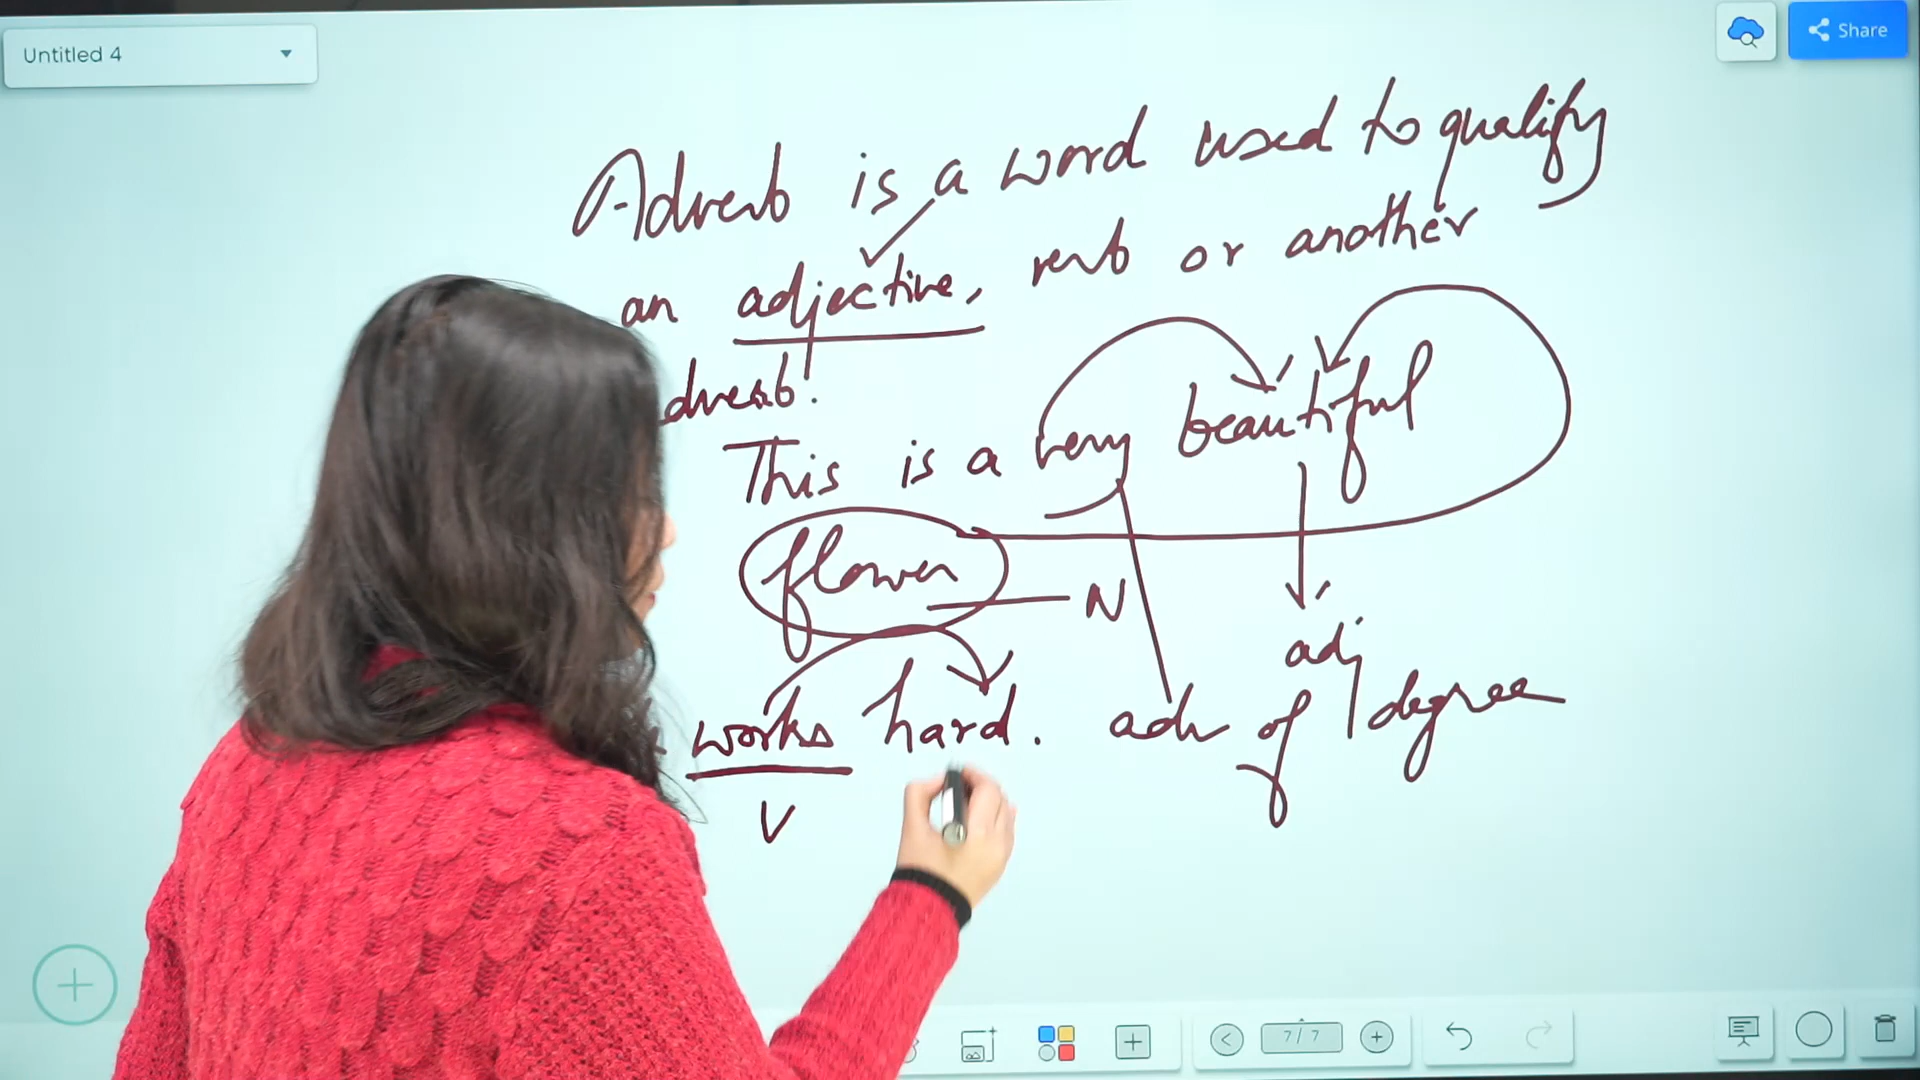 Untitled 4
Share
Adverb is a word used to qualify
an adjective, verb or another
dverb.
This is a very beautiful
flower
N
adj
works hard. adv of degree
V
7/7